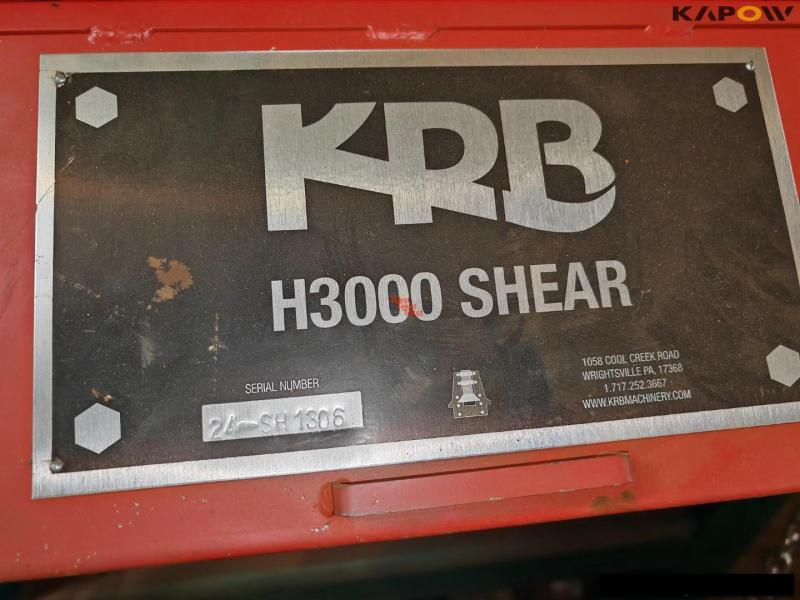 KAPOW
KRB
H3000 SHEAR
SERIAL NUMBER
24-SH 1306
1058 COOL CREEK ROAD
WRIGHTSVILLE PA, 17368
1.717.252.3667
WWW.KRBMACHINERY.COM